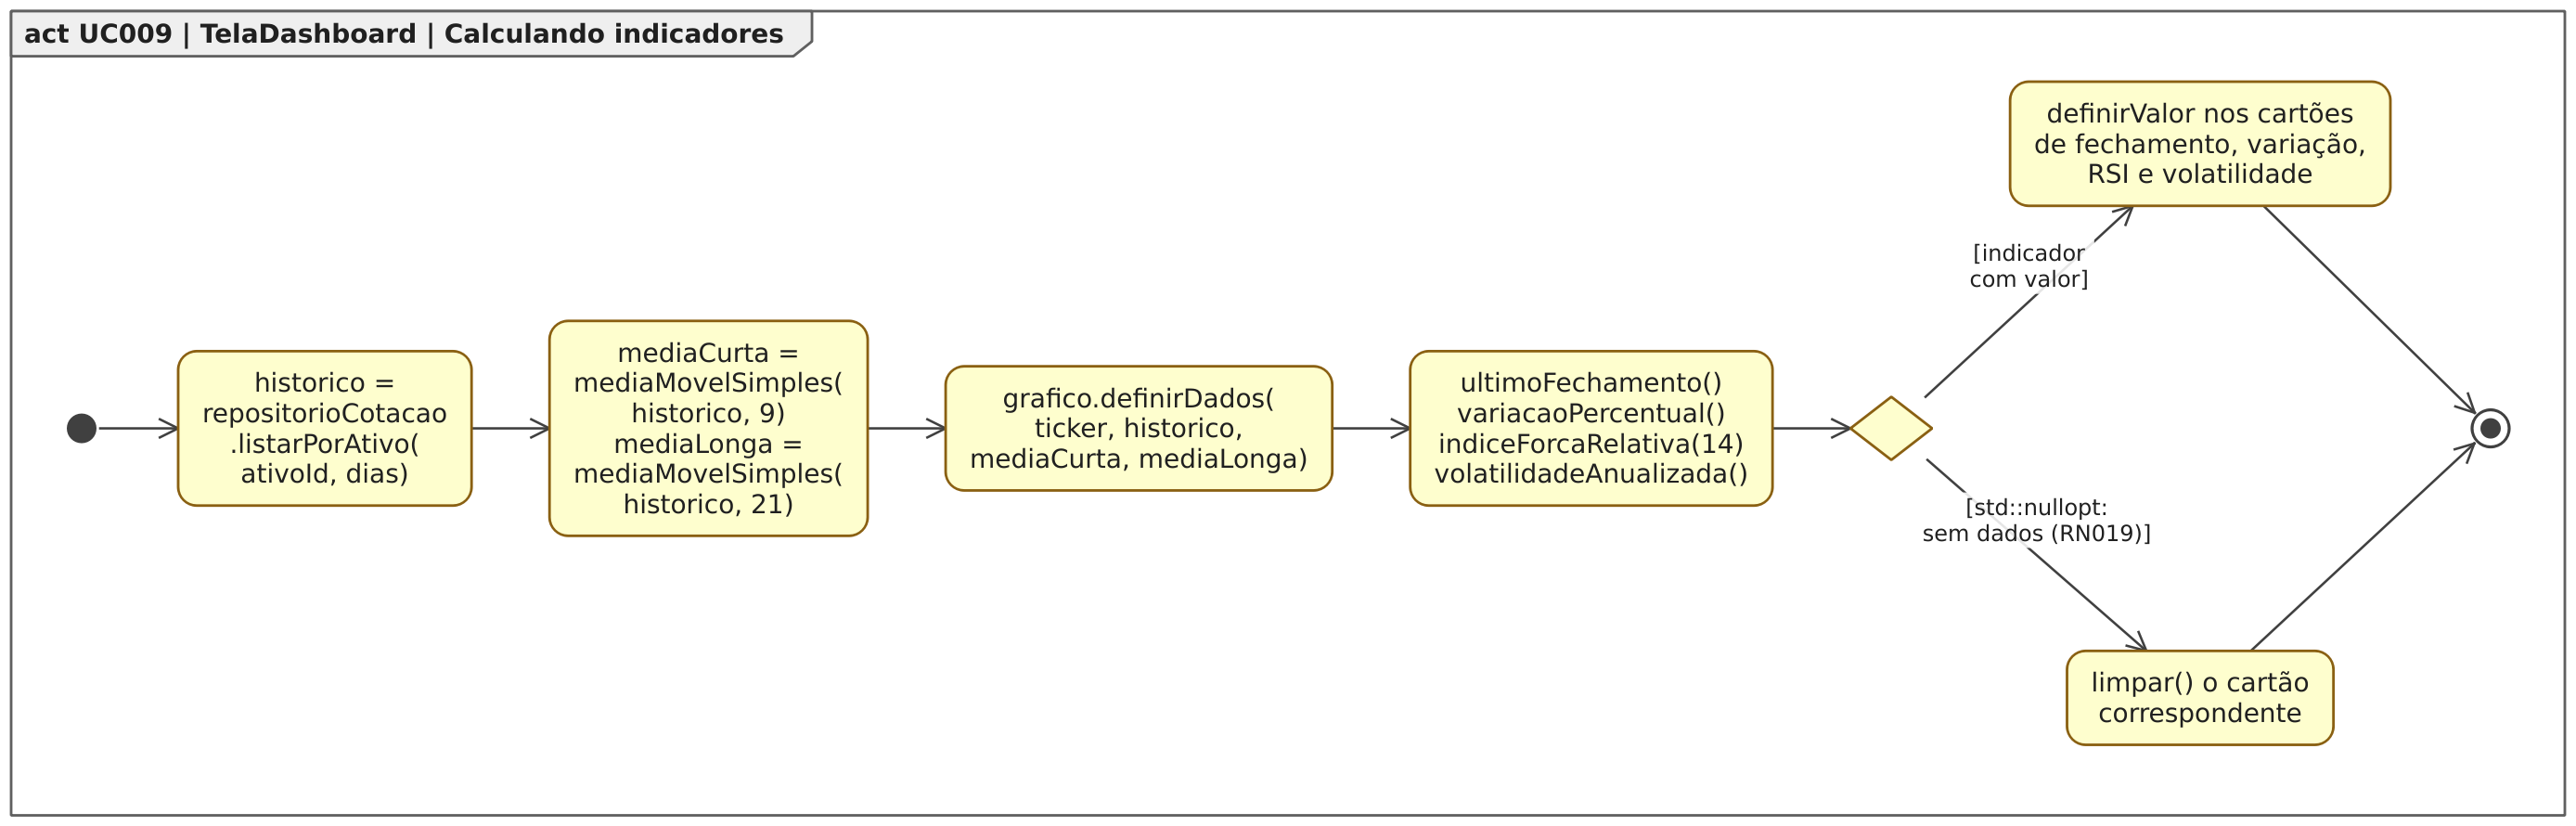 act UC009 | TelaDashboard | Calculando indicadores
historico =
repositorioCotacao
.listarPorAtivo(
ativoId, dias)
mediaCurta =
mediaMovelSimples(
historico, 9)
mediaLonga =
mediaMovelSimples(
historico, 21)
grafico.definirDados(
ticker, historico,
mediaCurta, mediaLonga)
ultimoFechamento()
variacaoPercentual()
indiceForcaRelativa(14)
volatilidadeAnualizada()
[indicador
com valor]
definirValor nos cartões
de fechamento, variação,
RSI e volatilidade
[std::nullopt:
sem dados (RN019)]
limpar() o cartão
correspondente